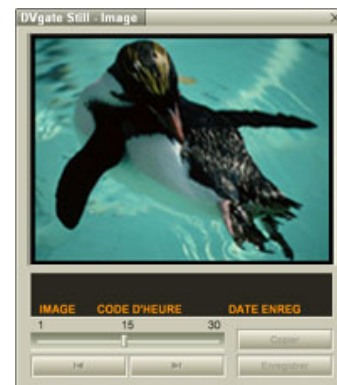 DVgate Still - Image
IMAGE CODE D'HEURE DATE ENREG
1 15 30
Copier
Enregistrer